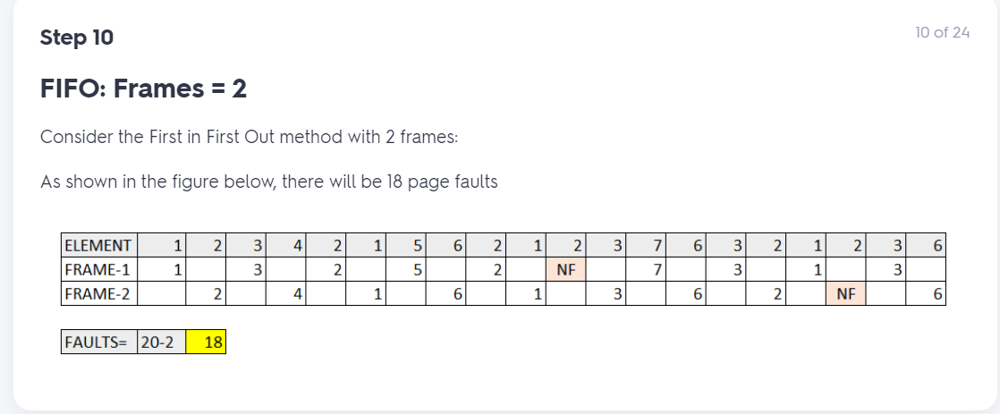 Step 10
10 of 24
FIFO: Frames = 2
Consider the First in First Out method with 2 frames:
As shown in the figure below, there will be 18 page faults
ELEMENT 1 2 3 4 2 1 5 6 2 1 2 3 7 6 3 2 1 2 3 6
FRAME-1 1 3 2 5 2 NF 7 3 1 3
FRAME-2 2 4 1 6 1 3 6 2 NF 6
FAULTS= 20-2 18